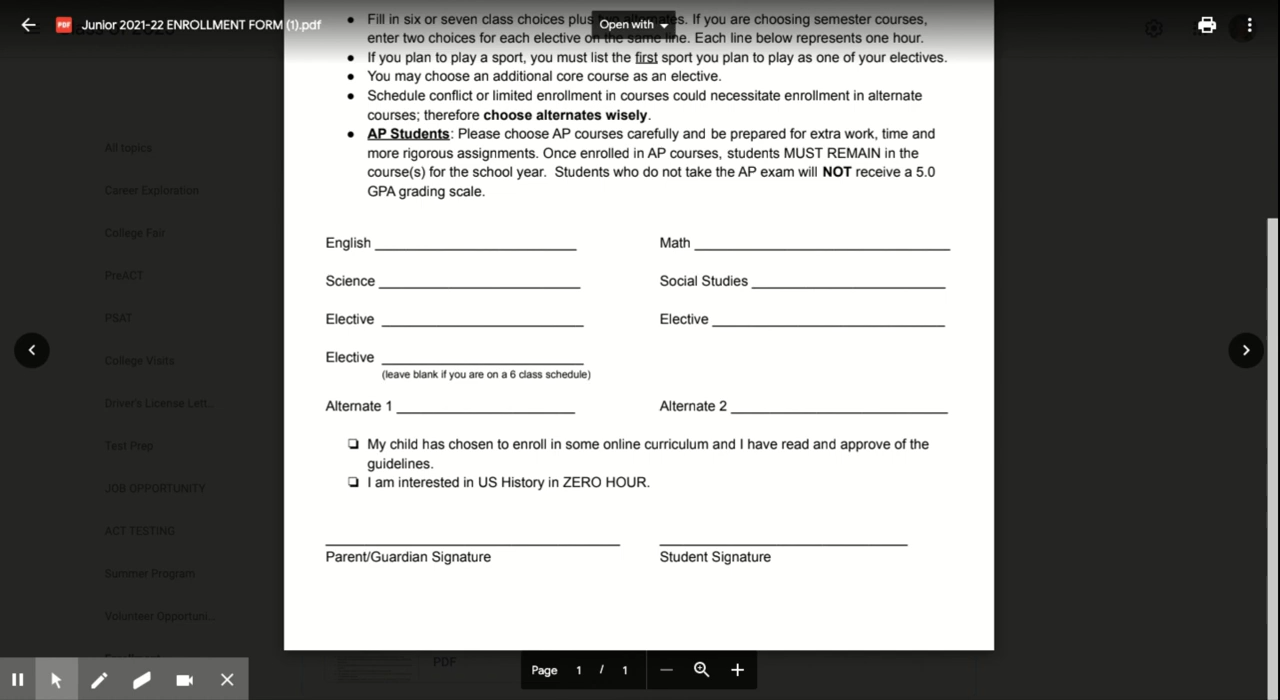 Junior 2021-22 ENROLLMENT FORM (1).pdf
Open with
Fill in six or seven class choices plus two alternates. If you are choosing semester courses,
enter two choices for each elective on the same line. Each line below represents one hour.
If you plan to play a sport, you must list the first sport you plan to play as one of your electives.
You may choose an additional core course as an elective.
Schedule conflict or limited enrollment in courses could necessitate enrollment in alternate
courses; therefore choose alternates wisely.
AP Students: Please choose AP courses carefully and be prepared for extra work, time and
more rigorous assignments. Once enrolled in AP courses, students MUST REMAIN in the
course(s) for the school year. Students who do not take the AP exam will NOT receive a 5.0
GPA grading scale.
English
Math
Science
Social Studies
Elective
Elective
Elective
(leave blank if you are on a 6 class schedule)
Alternate 1
Alternate 2
My child has chosen to enroll in some online curriculum and I have read and approve of the
guidelines.
I am interested in US History in ZERO HOUR.
Parent/Guardian Signature
Student Signature
All topics
Career Exploration
College Fair
PreACT
PSAT
College Visits
Driver's License Lett...
Test Prep
JOB OPPORTUNITY
ACT TESTING
Summer Program
Volunteer Opportuni...
PDF
Page 1 / 1